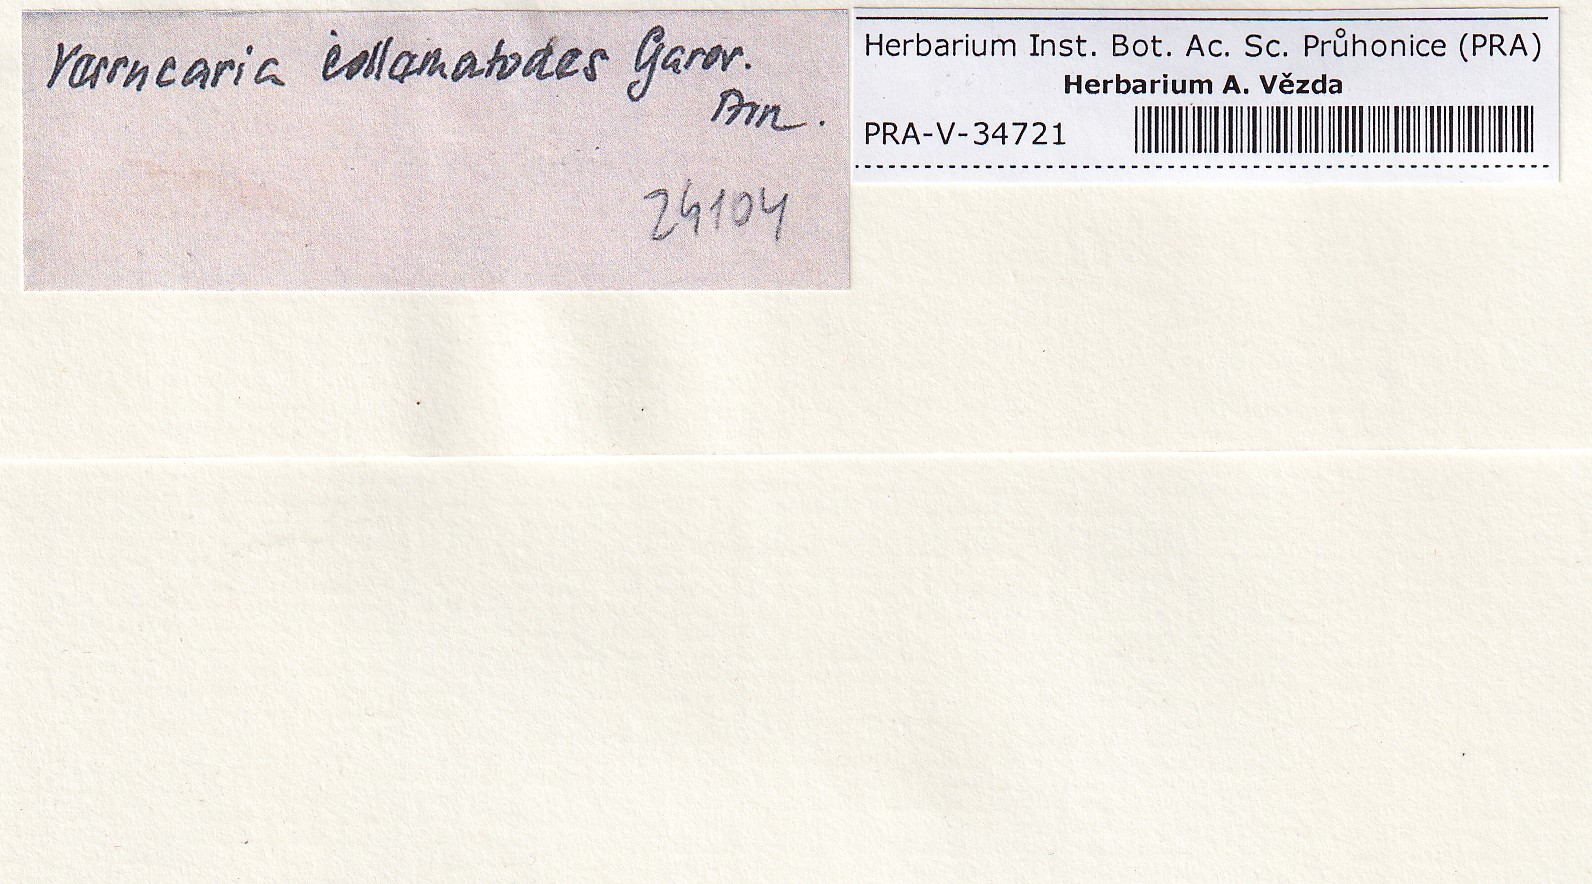 Verrucaria collematodes Garov.
Arn.
24104
Herbarium Inst. Bot. Ac. Sc. Průhonice (PRA)
Herbarium A. Vězda
PRA-V-34721